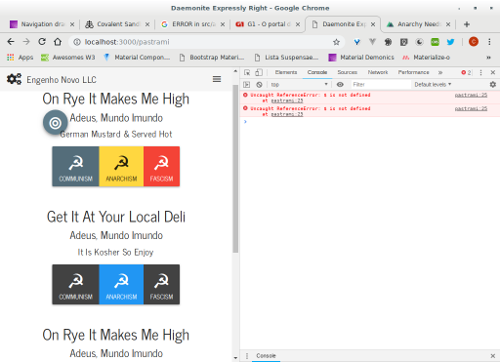 Daemonite Expressly Right - Google Chrome
Navigation dra
Covalent Sand
ERROR in src/a
G1 - O portal o
Daemonite Exp
Anarchy Need
localhost:3000/pastrami
Apps
Awesome W3
Material Compon...
Bootstrap Materi...
Lista Suspensae...
Material Demonics
Materialize-o
Engenho Novo LLC
Elements Console Sources Network Performance » 2
top
Filter
Default levels
Uncaught ReferenceError: $ is not defined pastrami:25
at pastrami:25
Uncaught ReferenceError: $ is not defined pastrami:25
at pastrami:25
On Rye It Makes Me High
Adeus, Mundo Imundo
German Mustard & Served Hot
COMMUNISM ANARCHISM FASCISM
Get It At Your Local Deli
Adeus, Mundo Imundo
It Is Kosher So Enjoy
COMMUNISM ANARCHISM FASCISM
On Rye It Makes Me High
Adeus, Mundo Imundo
Console